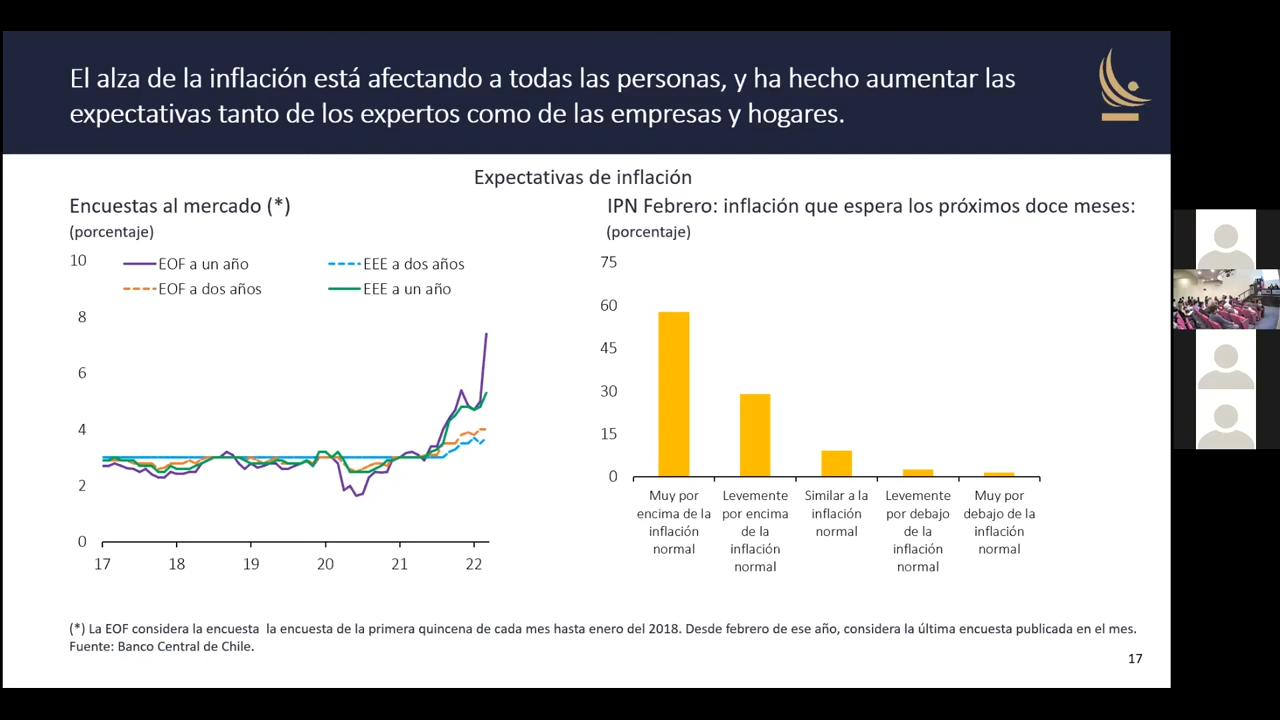 El alza de la inflación está afectando a todas las personas, y ha hecho aumentar las
expectativas tanto de los expertos como de las empresas y hogares.
Expectativas de inflación
Encuestas al mercado (*)
(porcentaje)
10
8
6
4
2
0
EOF a un año
EEE a dos años
EOF a dos años
EEE a un año
17
18
19
20
21
22
IPN Febrero: inflación que espera los próximos doce meses:
(porcentaje)
75
60
45
30
15
0
Muy por
encima de la
inflación
normal
Levemente
por encima
de la
inflación
normal
Similar a la
inflación
normal
Levemente
por debajo
de la
inflación
normal
Muy por
debajo de la
inflación
normal
(*) La EOF considera la encuesta  la encuesta de la primera quincena de cada mes hasta enero del 2018. Desde febrero de ese año, considera la última encuesta publicada en el mes.
Fuente: Banco Central de Chile.
17